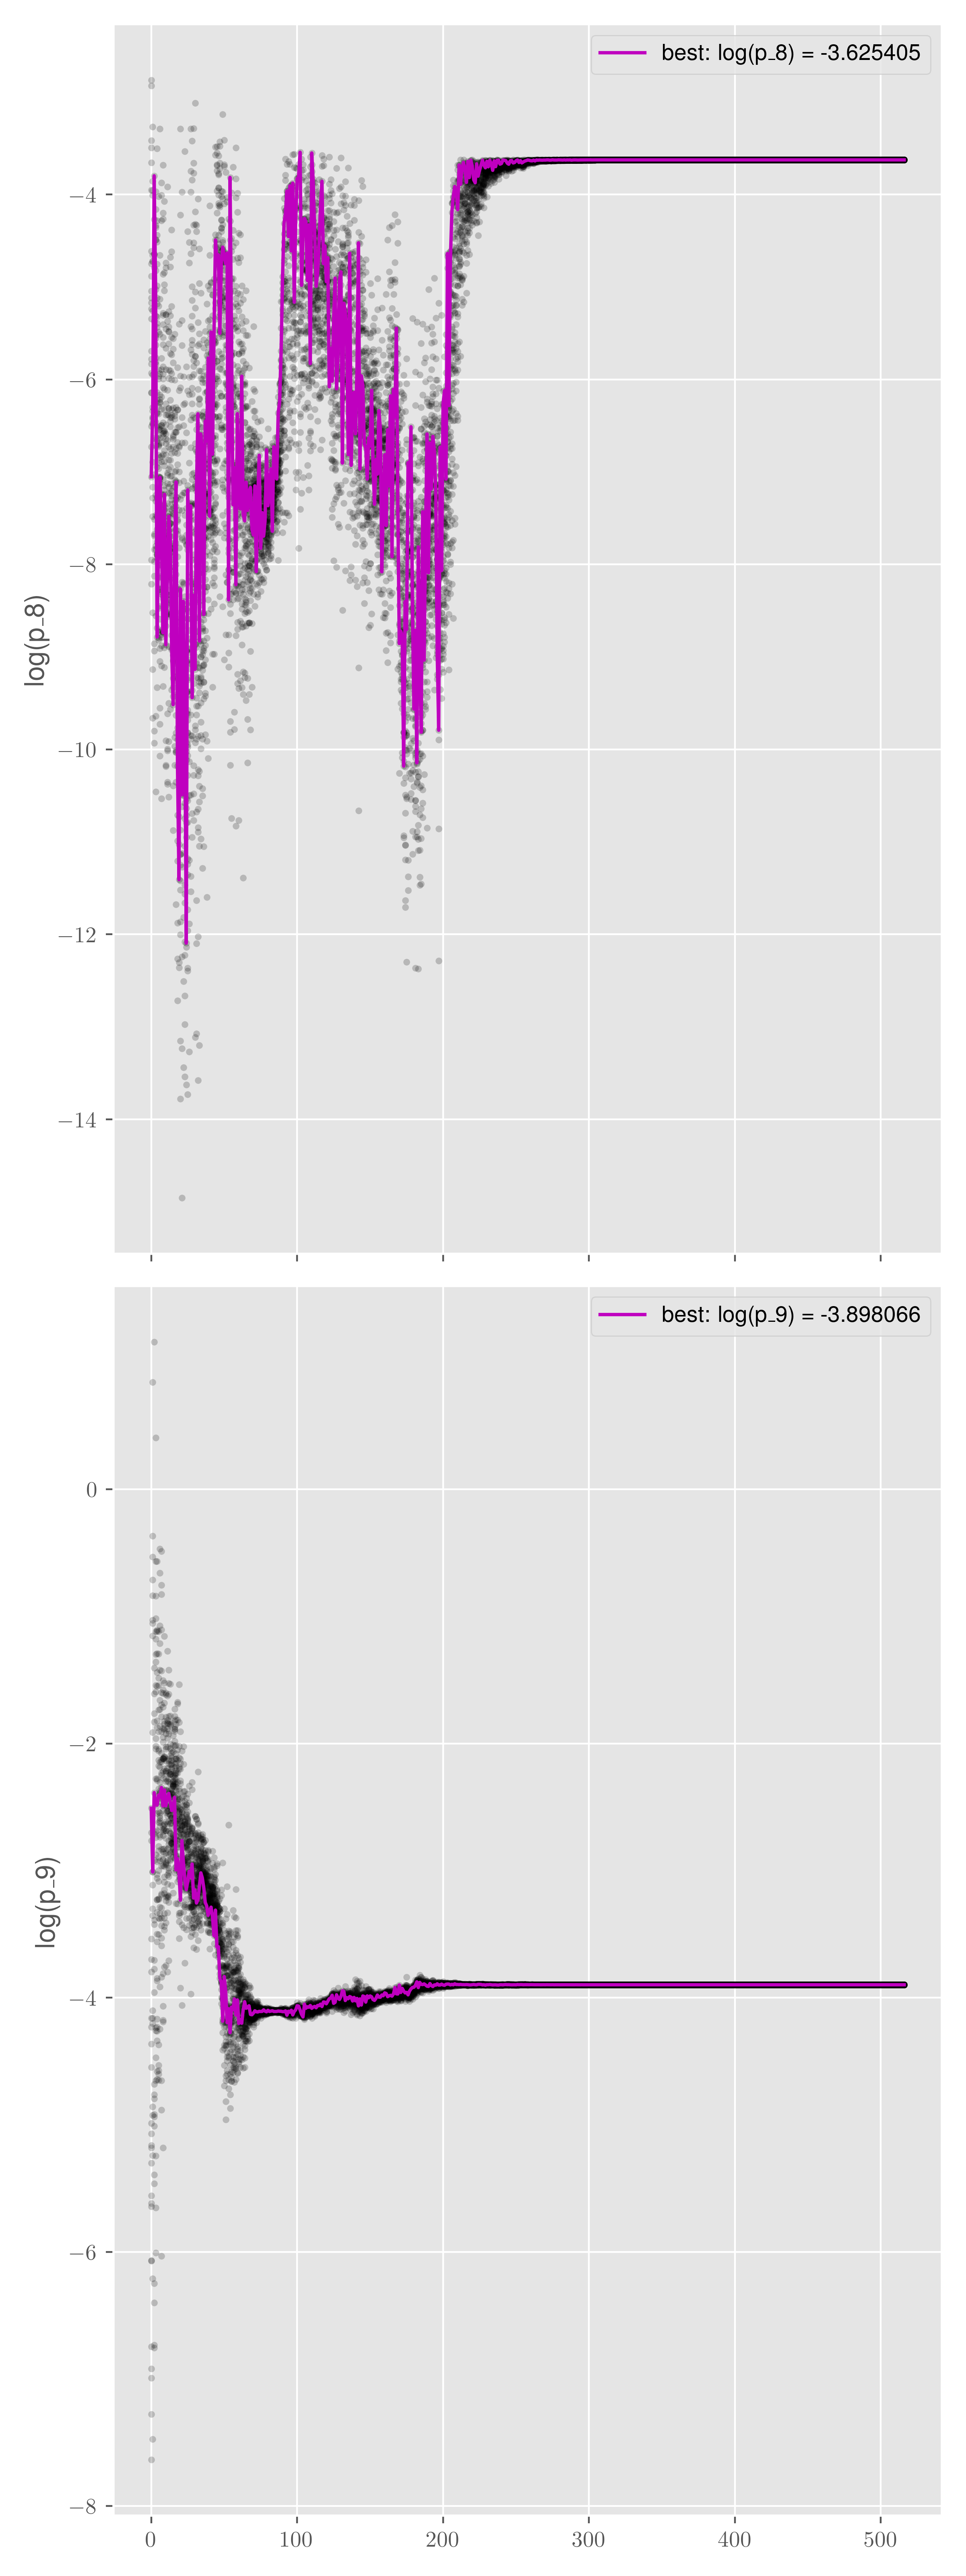 best: log(p_8) = -3.625405
log(p_8)
−4
−6
−8
−10
−12
−14
best: log(p_9) = -3.898066
log(p_9)
0
−2
−4
−6
−8
0 100 200 300 400 500